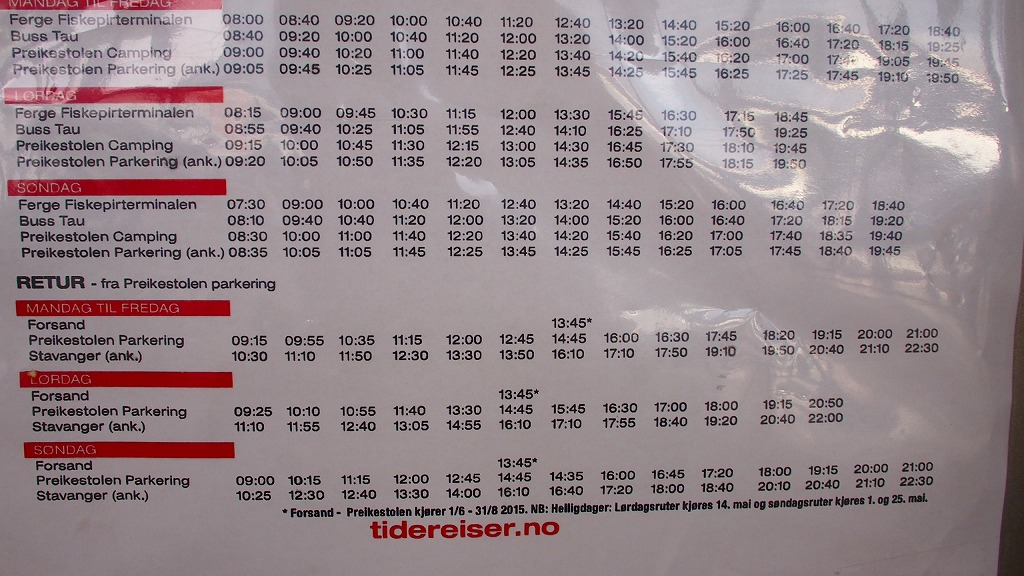 MANDAG TIL FREDAG
Ferge Fiskepirterminalen 08:00 08:40 09:20 10:00 10:40 11:20 12:40 13:20 14:40 15:20 16:00 16:40 17:20 18:40
Buss Tau 08:40 09:20 10:00 10:40 11:20 12:00 13:20 14:00 15:20 16:00 16:40 17:20 18:15 19:25
Preikestolen Camping 09:00 09:40 10:20 11:00 11:40 12:20 13:40 14:20 15:40 16:20 17:00 19:05 19:45
Preikestolen Parkering (ank.) 09:05 09:45 10:25 11:05 11:45 12:25 13:45 14:25 15:45 16:25 17:25 17:45 19:10 19:50
LØRDAG
Ferge Fiskepirterminalen 08:15 09:00 09:45 10:30 11:15 12:00 13:30 15:45 16:30 17:15 18:45
Buss Tau 08:55 09:40 10:25 11:05 11:55 12:40 14:10 16:25 17:10 17:50 19:25
Preikestolen Camping 09:15 10:00 10:45 11:30 12:15 13:00 14:30 16:45 17:30 18:10 19:45
Preikestolen Parkering (ank.) 09:20 10:05 10:50 11:35 12:20 13:05 14:35 16:50 17:55 18:15 19:50
SØNDAG
Ferge Fiskepirterminalen 07:30 09:00 10:00 10:40 11:20 12:40 13:20 14:40 15:20 16:00 16:40 17:20 18:40
Buss Tau 08:10 09:40 10:40 11:20 12:00 13:20 14:00 15:20 16:00 16:40 17:20 18:15 19:20
Preikestolen Camping 08:30 10:00 11:00 11:40 12:20 13:40 14:20 15:40 16:20 17:00 17:40 18:35 19:40
Preikestolen Parkering (ank.) 08:35 10:05 11:05 11:45 12:25 13:45 14:25 15:45 16:25 17:05 17:45 18:40 19:45
RETUR - fra Preikestolen parkering
MANDAG TIL FREDAG
Forsand 13:45*
Preikestolen Parkering 09:15 09:55 10:35 11:15 12:00 12:45 14:45 16:00 16:30 17:45 18:20 19:15 20:00 21:00
Stavanger (ank.) 10:30 11:10 11:50 12:30 13:30 13:50 16:10 17:10 17:50 19:10 19:50 20:40 21:10 22:30
LØRDAG
Forsand 13:45*
Preikestolen Parkering 09:25 10:10 10:55 11:40 13:30 14:45 15:45 16:30 17:00 18:00 19:15 20:50
Stavanger (ank.) 11:10 11:55 12:40 13:05 14:55 16:10 17:10 17:55 18:40 19:20 20:40 22:00
SØNDAG
Forsand 13:45*
Preikestolen Parkering 09:00 10:15 11:15 12:00 12:45 14:45 14:35 16:00 16:45 17:20 18:00 19:15 20:00 21:00
Stavanger (ank.) 10:25 12:30 12:40 13:30 14:00 16:10 16:40 17:20 18:00 18:40 20:10 20:40 21:10 22:30
* Forsand - Preikestolen kjører 1/6 - 31/8 2015. NB: Helligdager: Lørdagsruter kjøres 14. mai og søndagsruter kjøres 1. og 25. mai.
tidereiser.no